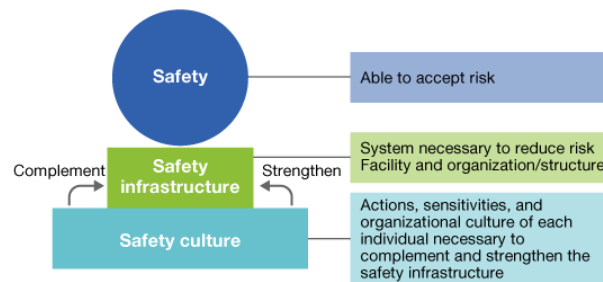 Safety
Able to accept risk
Complement
Safety
infrastructure
Strengthen
System necessary to reduce risk
Facility and organization/structure
Safety culture
Actions, sensitivities, and
organizational culture of each
individual necessary to
complement and strengthen the
safety infrastructure